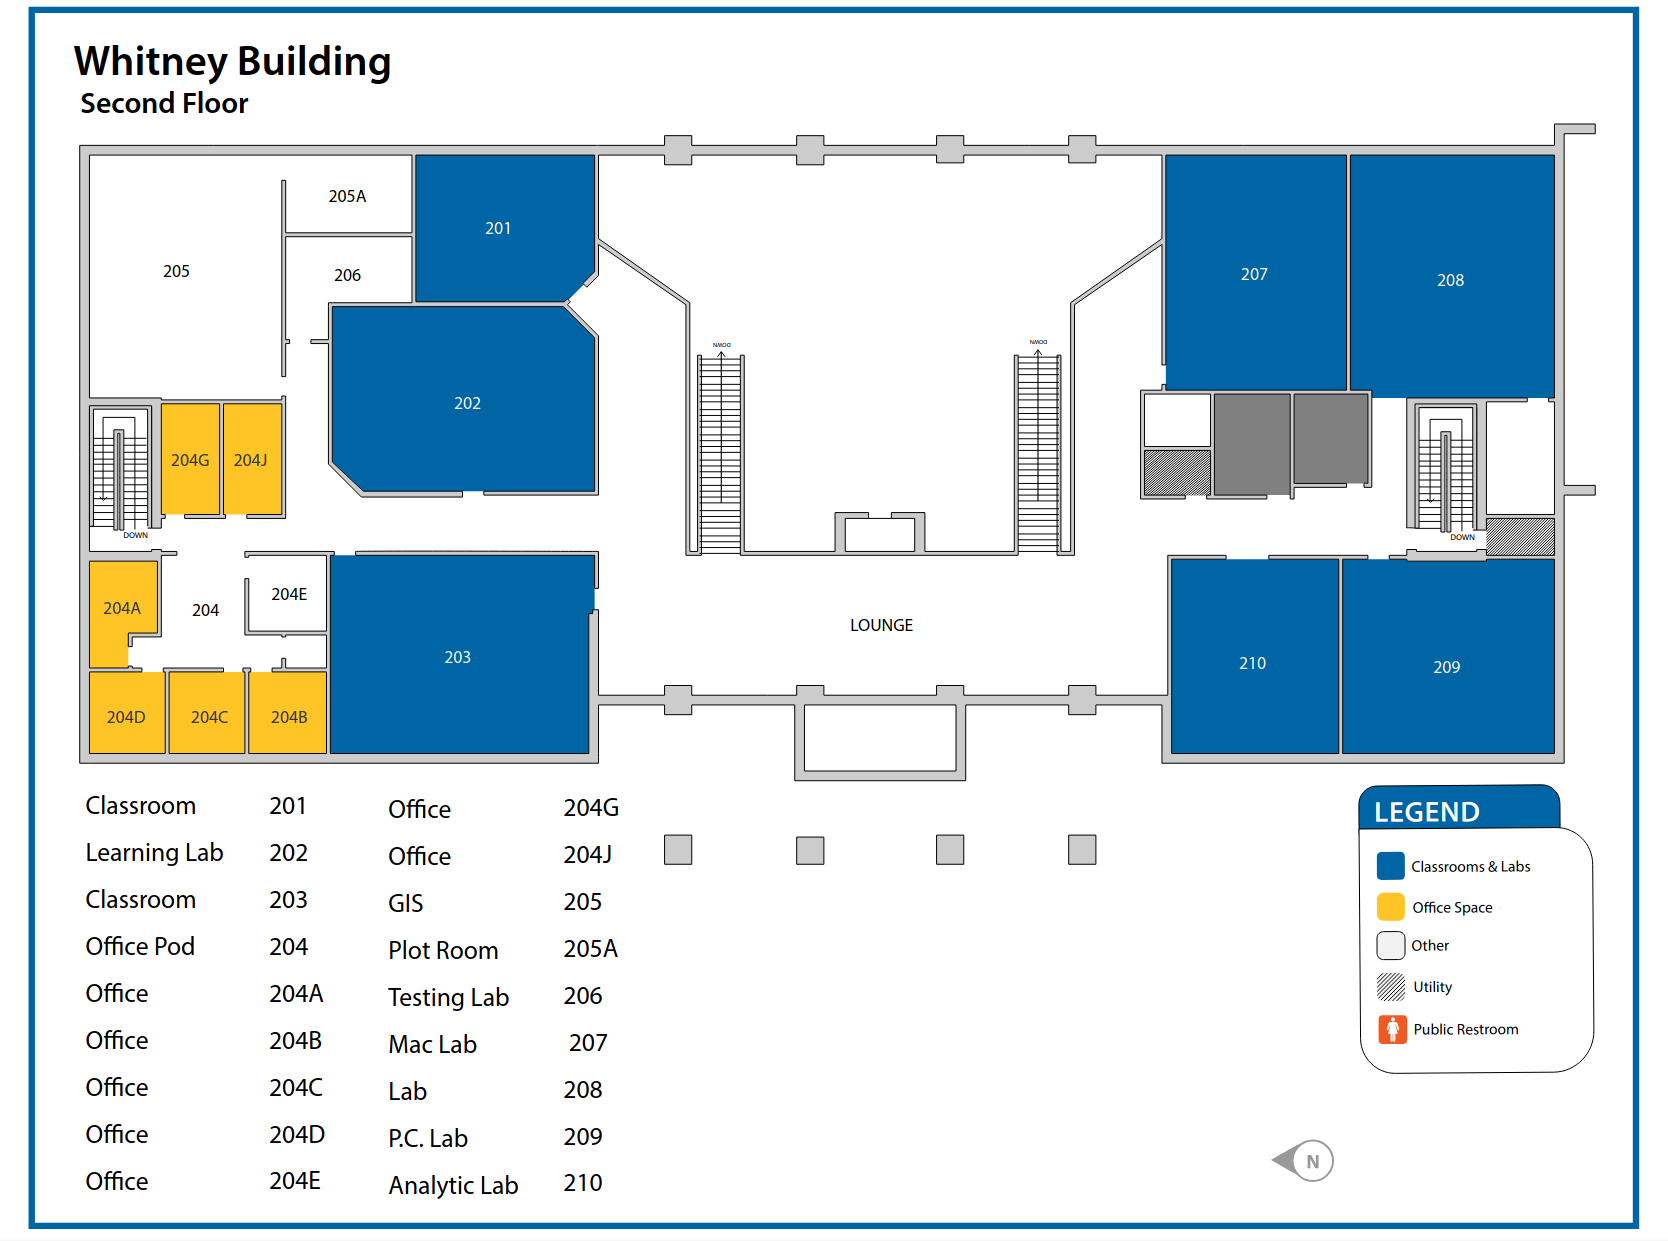 Whitney Building
Second Floor
205A
201
205
206
207
208
202
DOWN
DOWN
204G
204J
DOWN
DOWN
204A
204
204E
LOUNGE
203
210
209
204D
204C
204B
Classroom 201
Learning Lab 202
Classroom 203
Office Pod 204
Office 204A
Office 204B
Office 204C
Office 204D
Office 204E
Office 204G
Office 204J
GIS 205
Plot Room 205A
Testing Lab 206
Mac Lab 207
Lab 208
P.C. Lab 209
Analytic Lab 210
LEGEND
Classrooms & Labs
Office Space
Other
Utility
Public Restroom
N